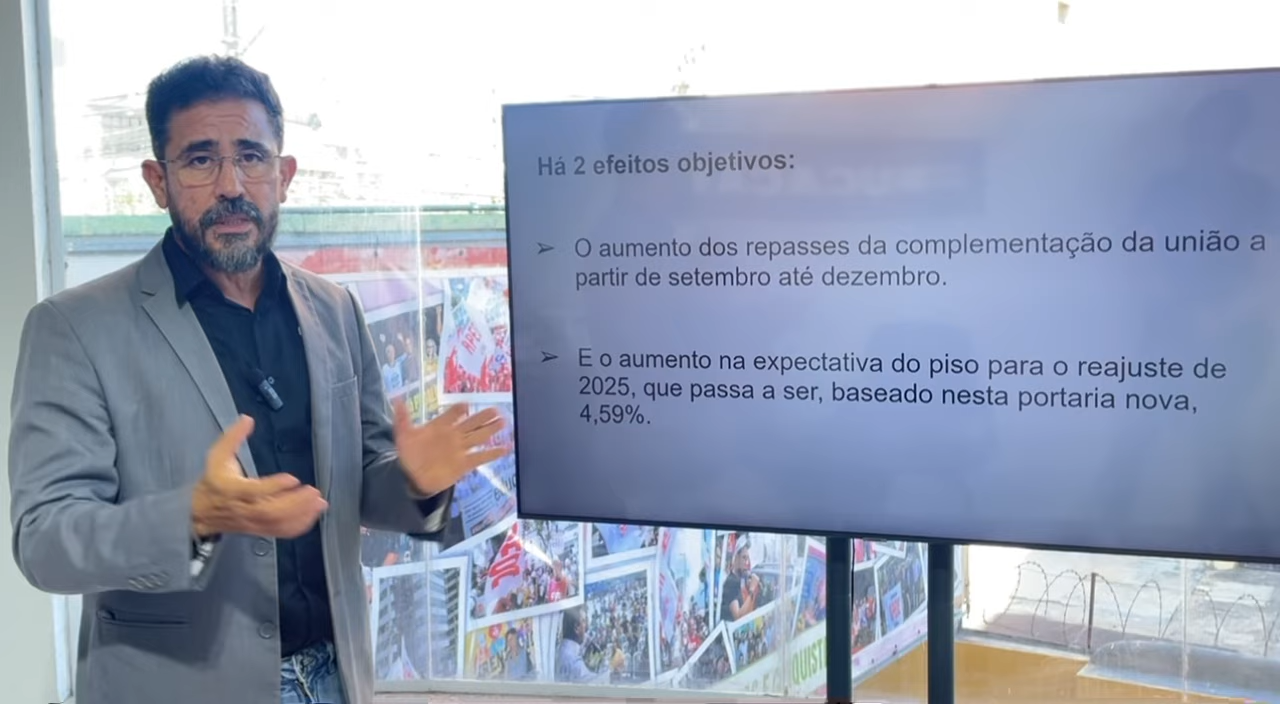 Há 2 efeitos objetivos:
➢ O aumento dos repasses da complementação da união a
partir de setembro até dezembro.
➢ E o aumento na expectativa do piso para o reajuste de
2025, que passa a ser, baseado nesta portaria nova,
4,59%.